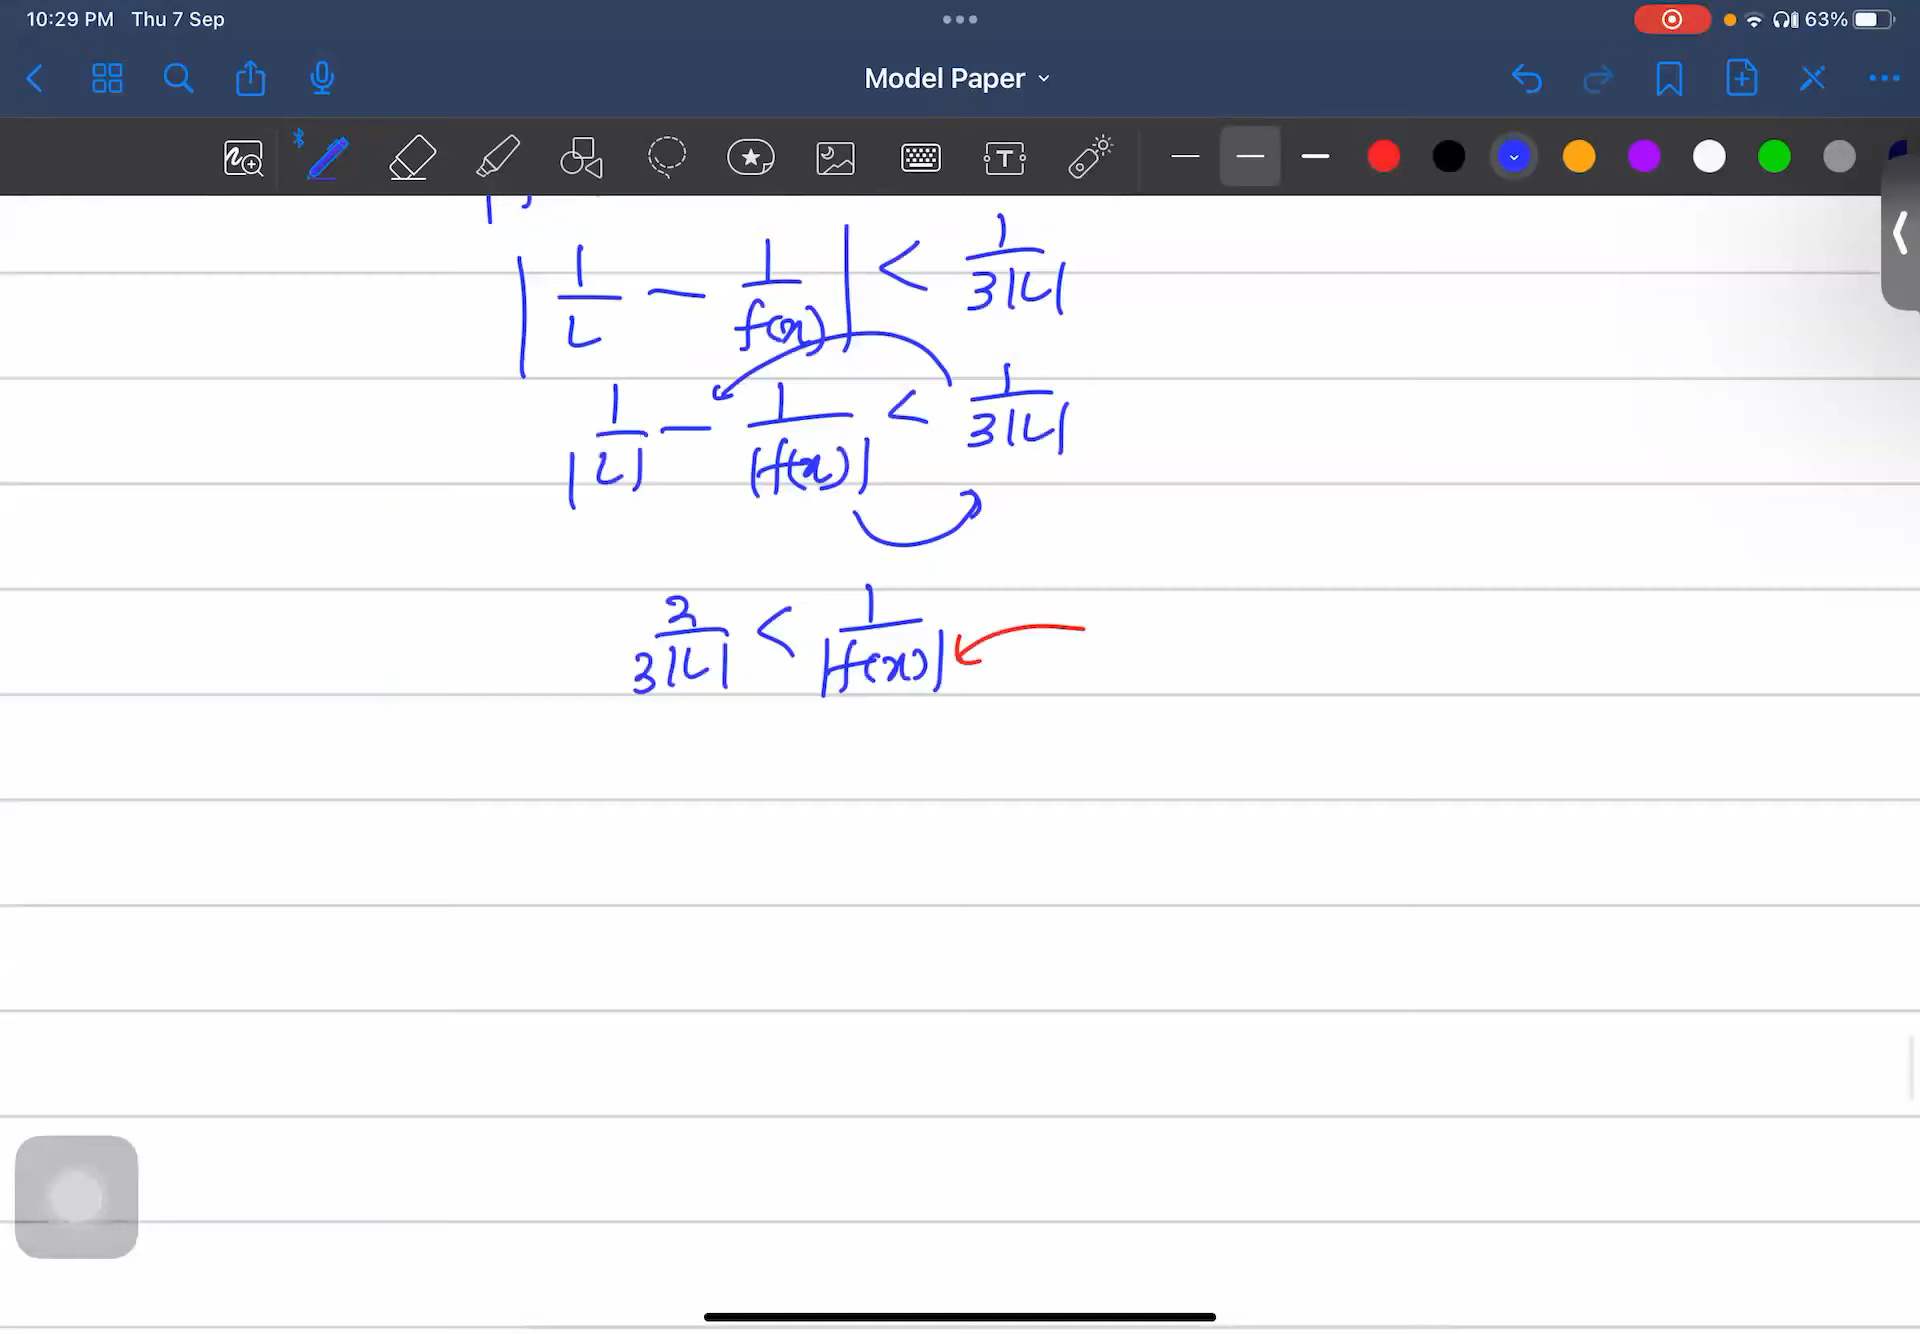 10:29 PM Thu 7 Sep 63%
Model Paper
T
| 1/L − 1/f(x) | < 1/3|L|
1/|L| − 1/|f(x)| < 1/3|L|
2/3|L| < 1/|f(x)|